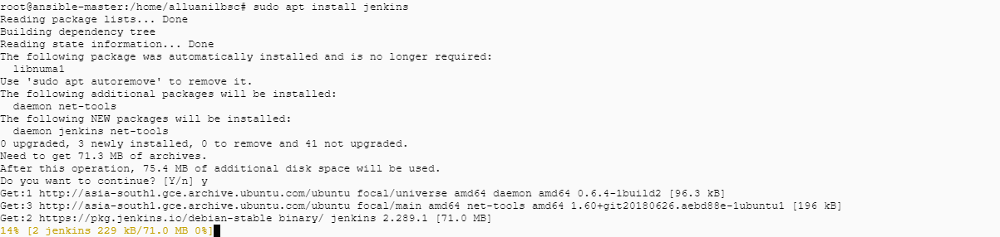 root@ansible-master:/home/alluanilbsc# sudo apt install jenkins
Reading package lists... Done
Building dependency tree
Reading state information... Done
The following package was automatically installed and is no longer required:
  libnuma1
Use 'sudo apt autoremove' to remove it.
The following additional packages will be installed:
  daemon net-tools
The following NEW packages will be installed:
  daemon jenkins net-tools
0 upgraded, 3 newly installed, 0 to remove and 41 not upgraded.
Need to get 71.3 MB of archives.
After this operation, 75.4 MB of additional disk space will be used.
Do you want to continue? [Y/n] y
Get:1 http://asia-south1.gce.archive.ubuntu.com/ubuntu focal/universe amd64 daemon amd64 0.6.4-1build2 [96.3 kB]
Get:3 http://asia-south1.gce.archive.ubuntu.com/ubuntu focal/main amd64 net-tools amd64 1.60+git20180626.aebd88e-1ubuntu1 [196 kB]
Get:2 https://pkg.jenkins.io/debian-stable binary/ jenkins 2.289.1 [71.0 MB]
14% [2 jenkins 229 kB/71.0 MB 0%]